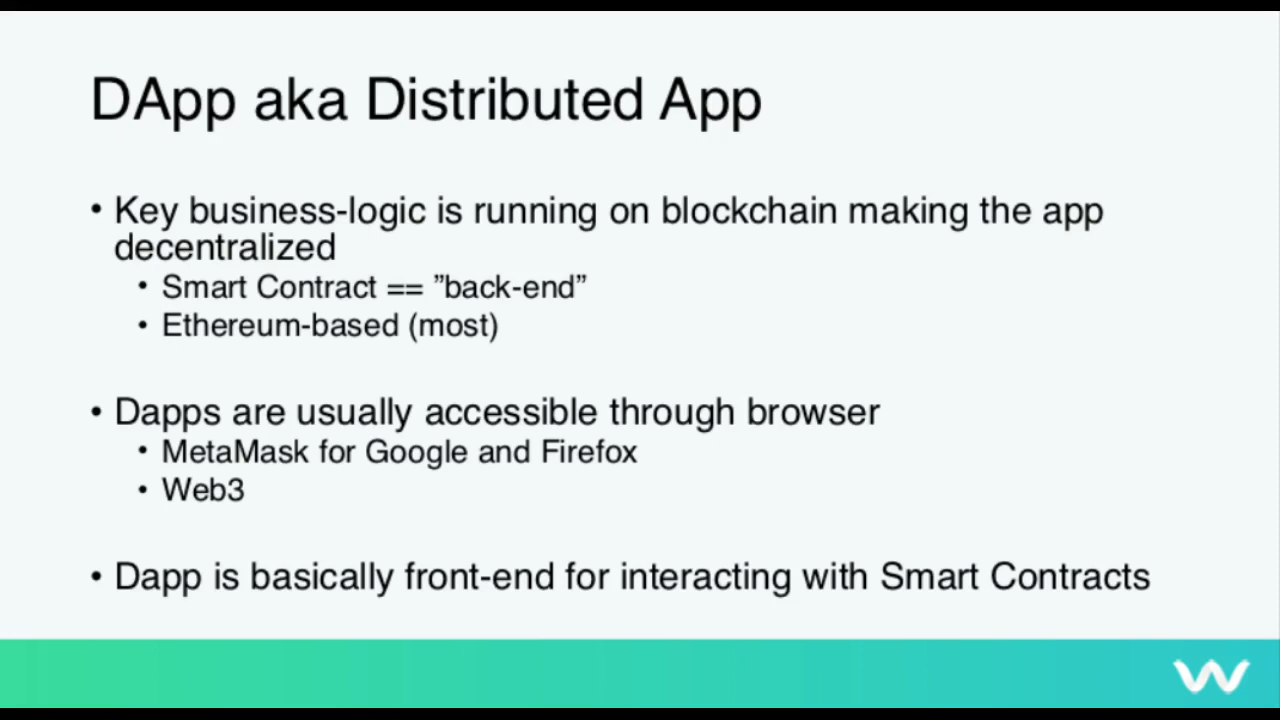 DApp aka Distributed App
• Key business-logic is running on blockchain making the app
decentralized
• Smart Contract == ”back-end”
• Ethereum-based (most)
• Dapps are usually accessible through browser
• MetaMask for Google and Firefox
• Web3
• Dapp is basically front-end for interacting with Smart Contracts